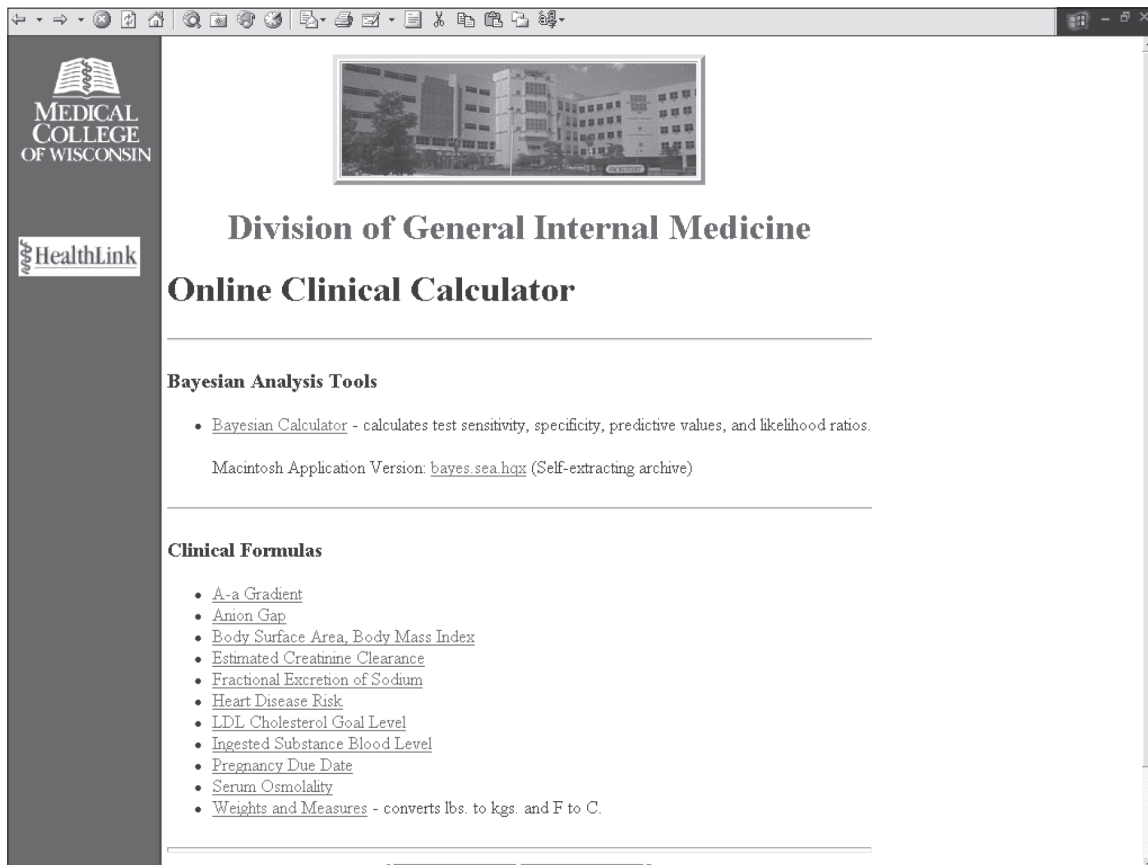 MEDICAL
COLLEGE
OF WISCONSIN
HealthLink
Division of General Internal Medicine
Online Clinical Calculator
Bayesian Analysis Tools
• Bayesian Calculator - calculates test sensitivity, specificity, predictive values, and likelihood ratios.
Macintosh Application Version: bayes.sea.hqx (Self-extracting archive)
Clinical Formulas
• A-a Gradient
• Anion Gap
• Body Surface Area, Body Mass Index
• Estimated Creatinine Clearance
• Fractional Excretion of Sodium
• Heart Disease Risk
• LDL Cholesterol Goal Level
• Ingested Substance Blood Level
• Pregnancy Due Date
• Serum Osmolality
• Weights and Measures - converts lbs. to kgs. and F to C.